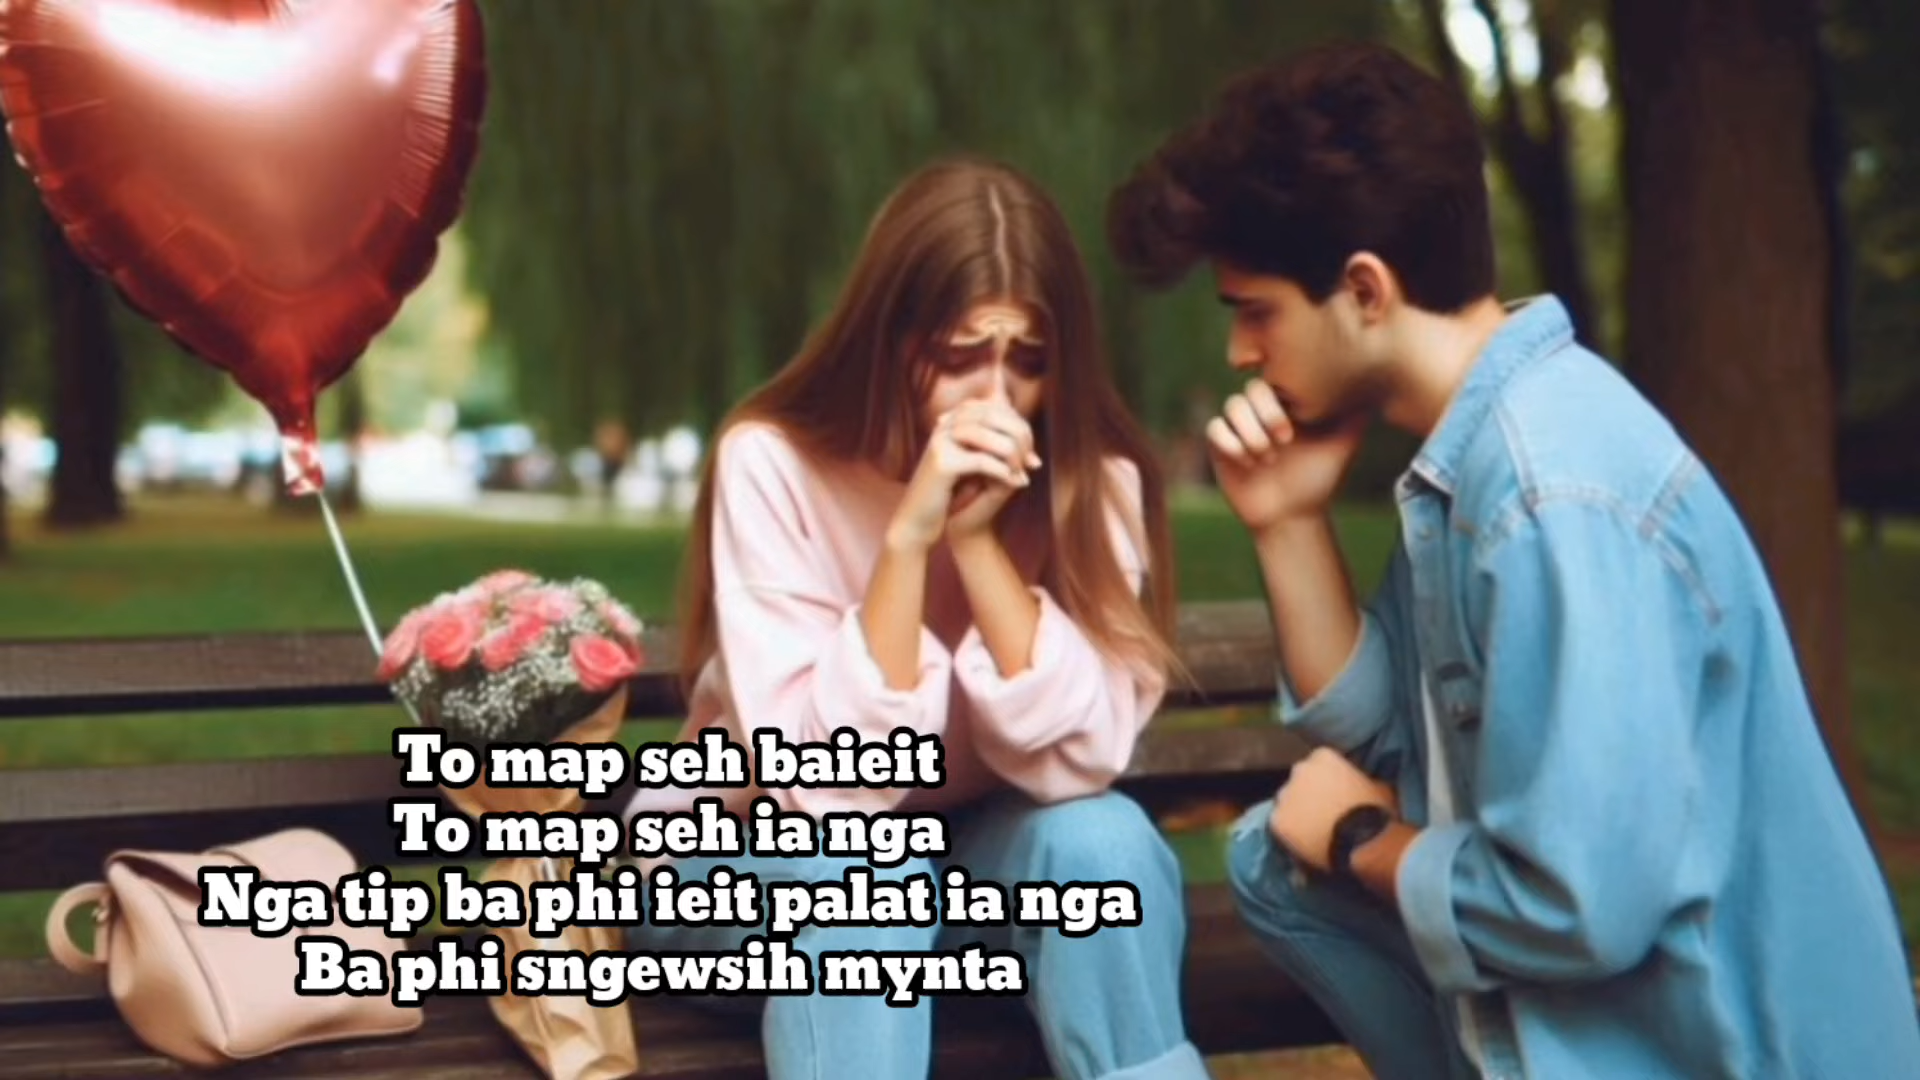 To map seh baieit
To map seh ia nga
Nga tip ba phi ieit palat ia nga
Ba phi sngewsih mynta